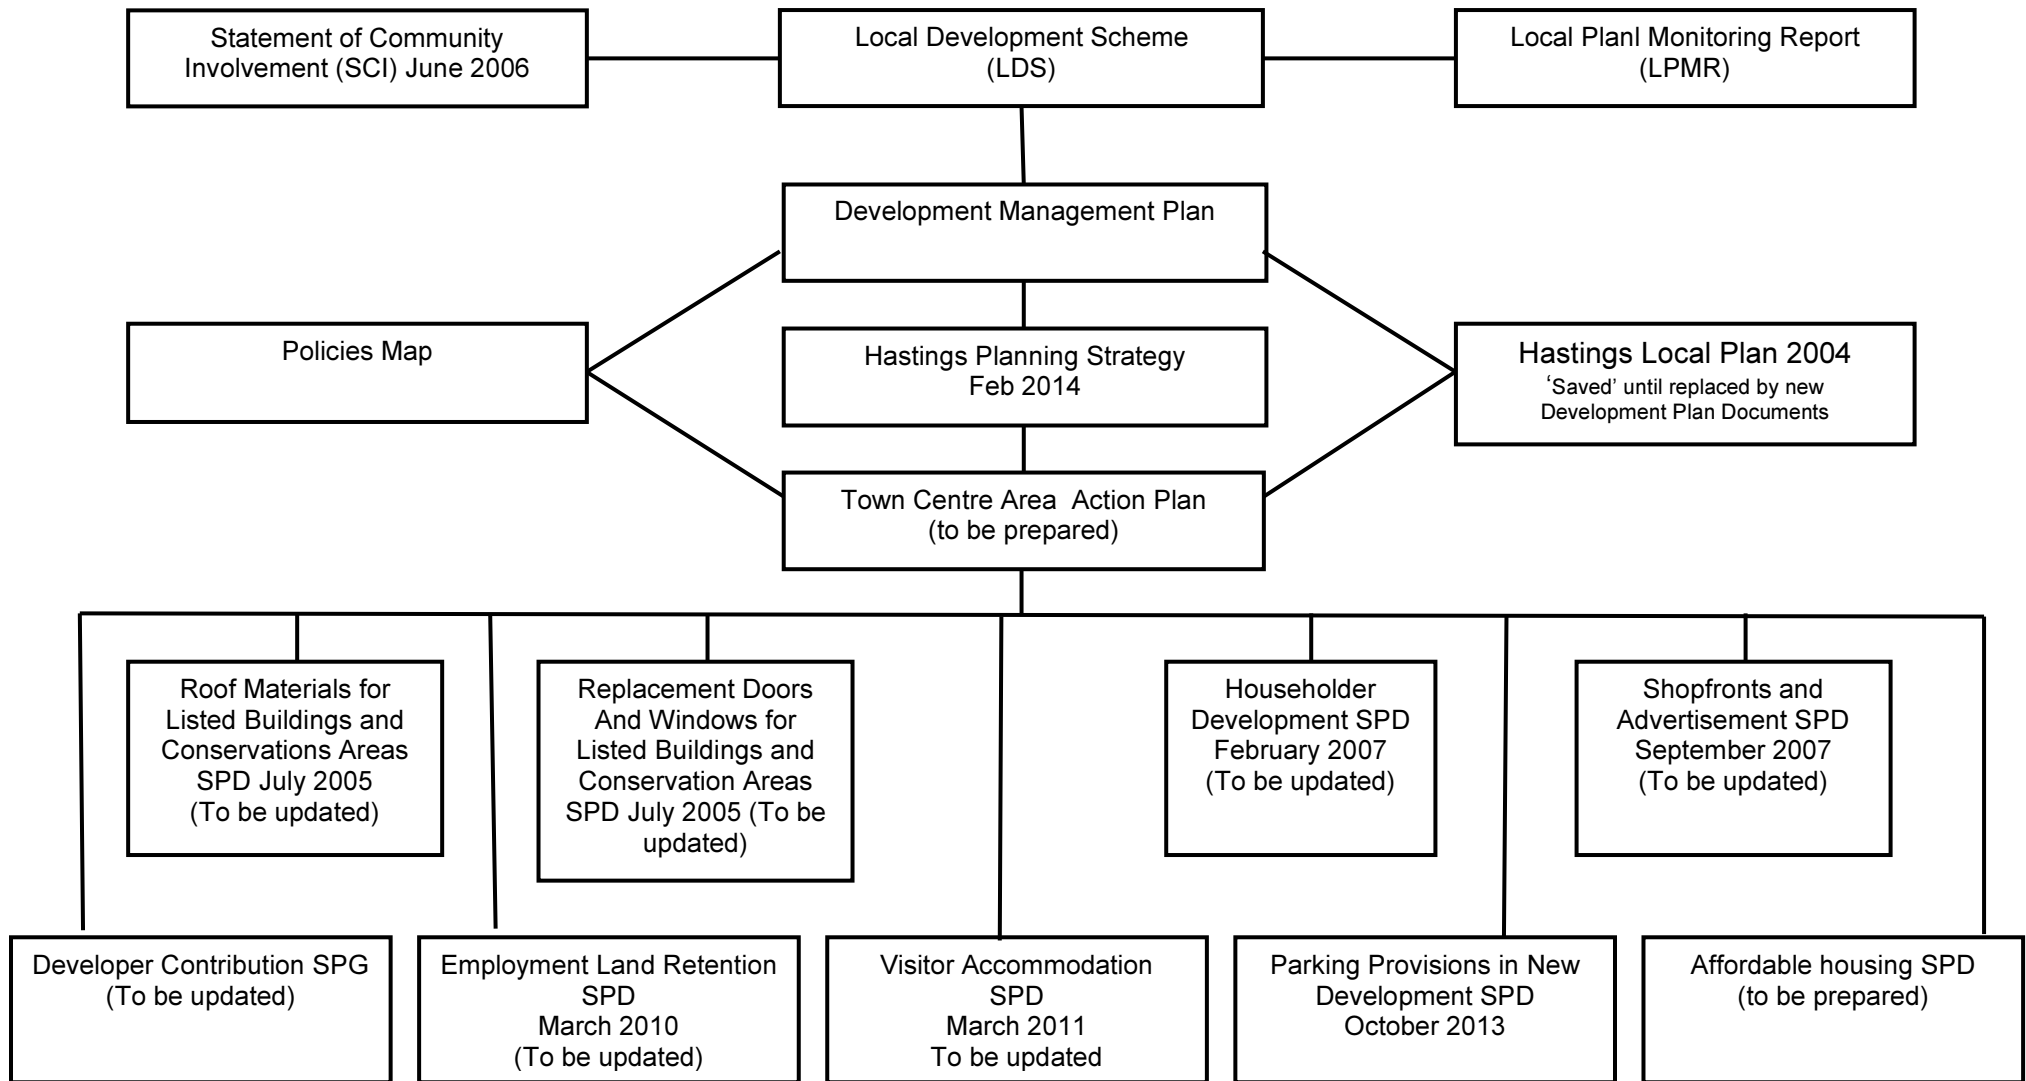 Statement of Community
Involvement (SCI) June 2006
Local Development Scheme
(LDS)
Local Planl Monitoring Report
(LPMR)
Development Management Plan
Policies Map
Hastings Planning Strategy
Feb 2014
Hastings Local Plan 2004
‘Saved’ until replaced by new
Development Plan Documents
Town Centre Area Action Plan
(to be prepared)
Roof Materials for
Listed Buildings and
Conservations Areas
SPD July 2005
(To be updated)
Replacement Doors
And Windows for
Listed Buildings and
Conservation Areas
SPD July 2005 (To be
updated)
Householder
Development SPD
February 2007
(To be updated)
Shopfronts and
Advertisement SPD
September 2007
(To be updated)
Developer Contribution SPG
(To be updated)
Employment Land Retention
SPD
March 2010
(To be updated)
Visitor Accommodation
SPD
March 2011
To be updated
Parking Provisions in New
Development SPD
October 2013
Affordable housing SPD
(to be prepared)